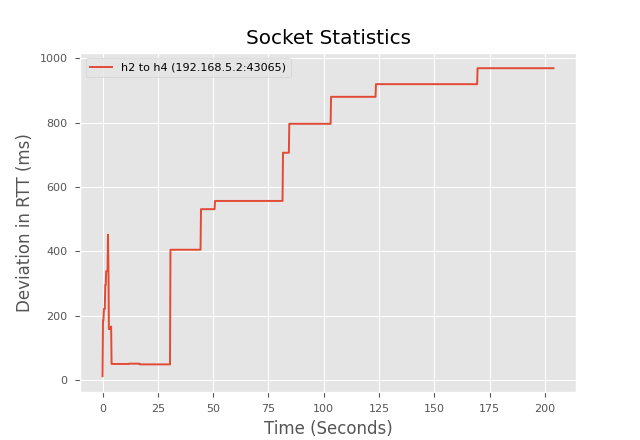 Socket Statistics
h2 to h4 (192.168.5.2:43065)
Deviation in RTT (ms)
1000
800
600
400
200
0
0 25 50 75 100 125 150 175 200
Time (Seconds)